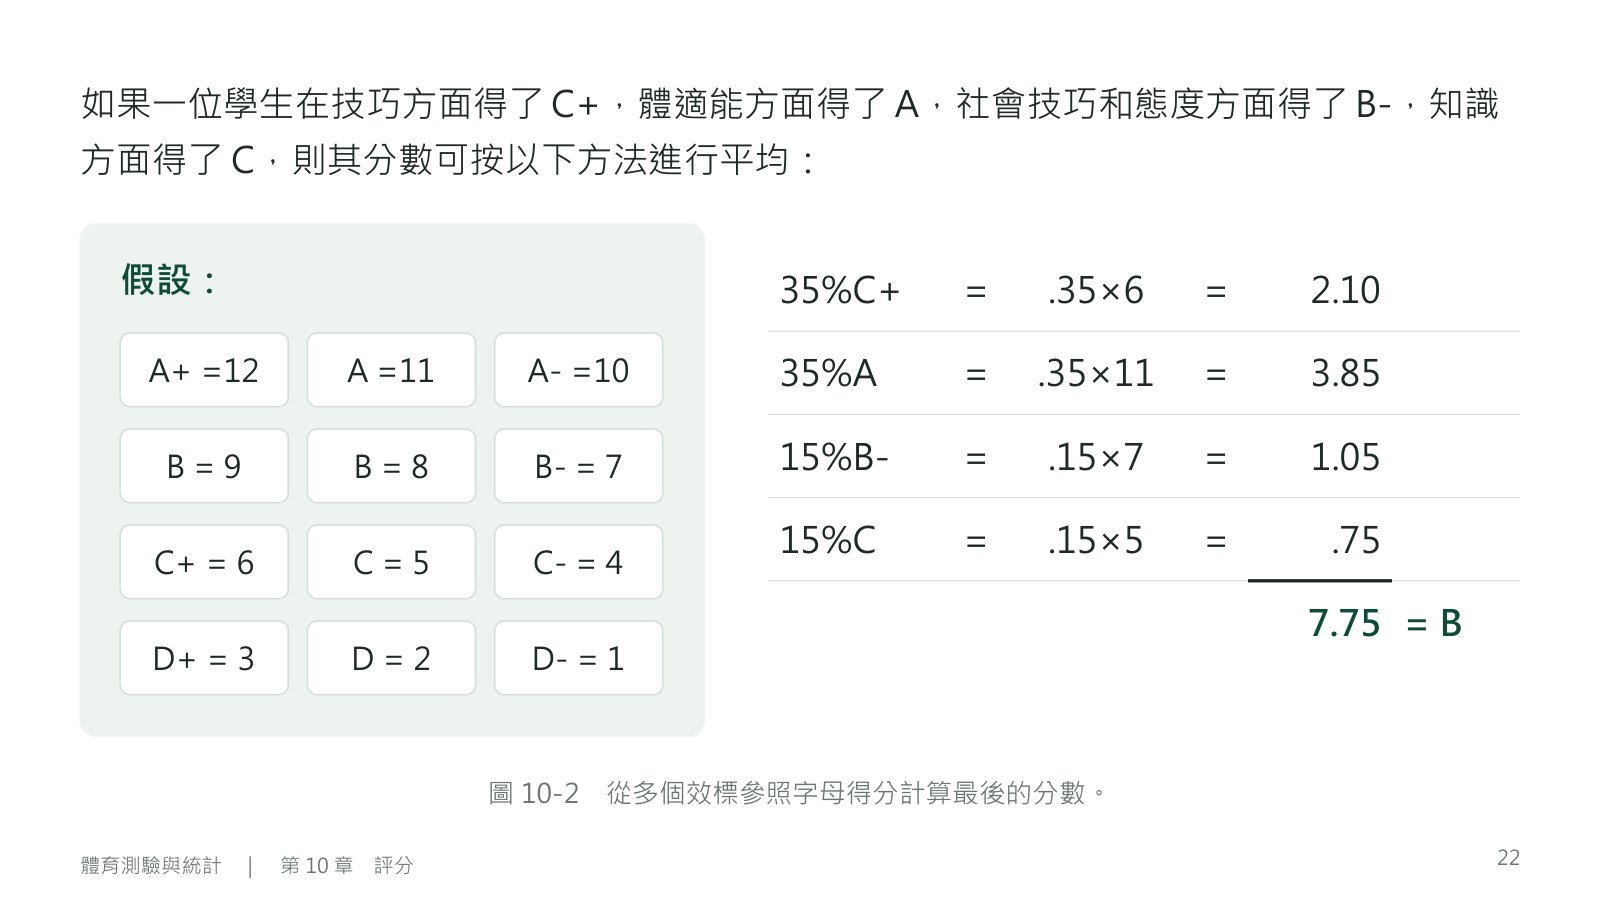 如果一位學生在技巧方面得了 C+，體適能方面得了 A，社會技巧和態度方面得了 B-，知識
方面得了 C，則其分數可按以下方法進行平均：
假設：
A+ =12 A =11 A- =10
B = 9 B = 8 B- = 7
C+ = 6 C = 5 C- = 4
D+ = 3 D = 2 D- = 1
35%C+ = .35×6 = 2.10
35%A = .35×11 = 3.85
15%B- = .15×7 = 1.05
15%C = .15×5 = .75
7.75 = B
圖 10-2 從多個效標參照字母得分計算最後的分數。
體育測驗與統計 | 第 10 章 評分
22